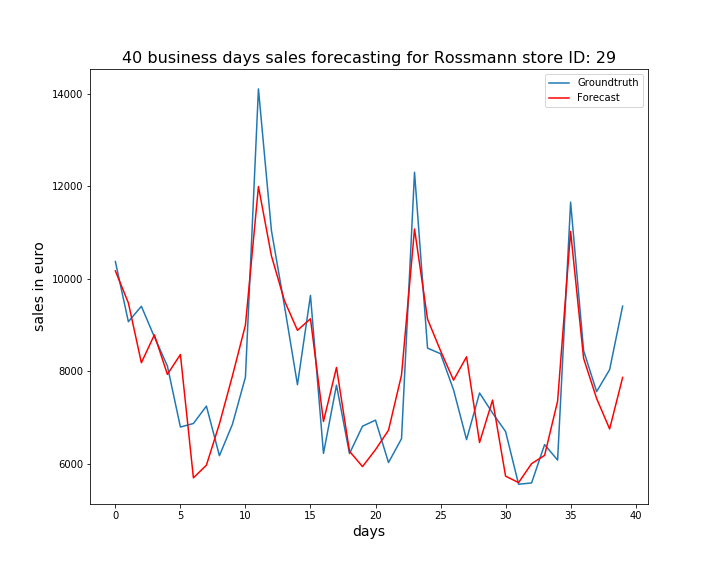 40 business days sales forecasting for Rossmann store ID: 29
Groundtruth
Forecast
14000
12000
10000
8000
6000
sales in euro
0 5 10 15 20 25 30 35 40
days